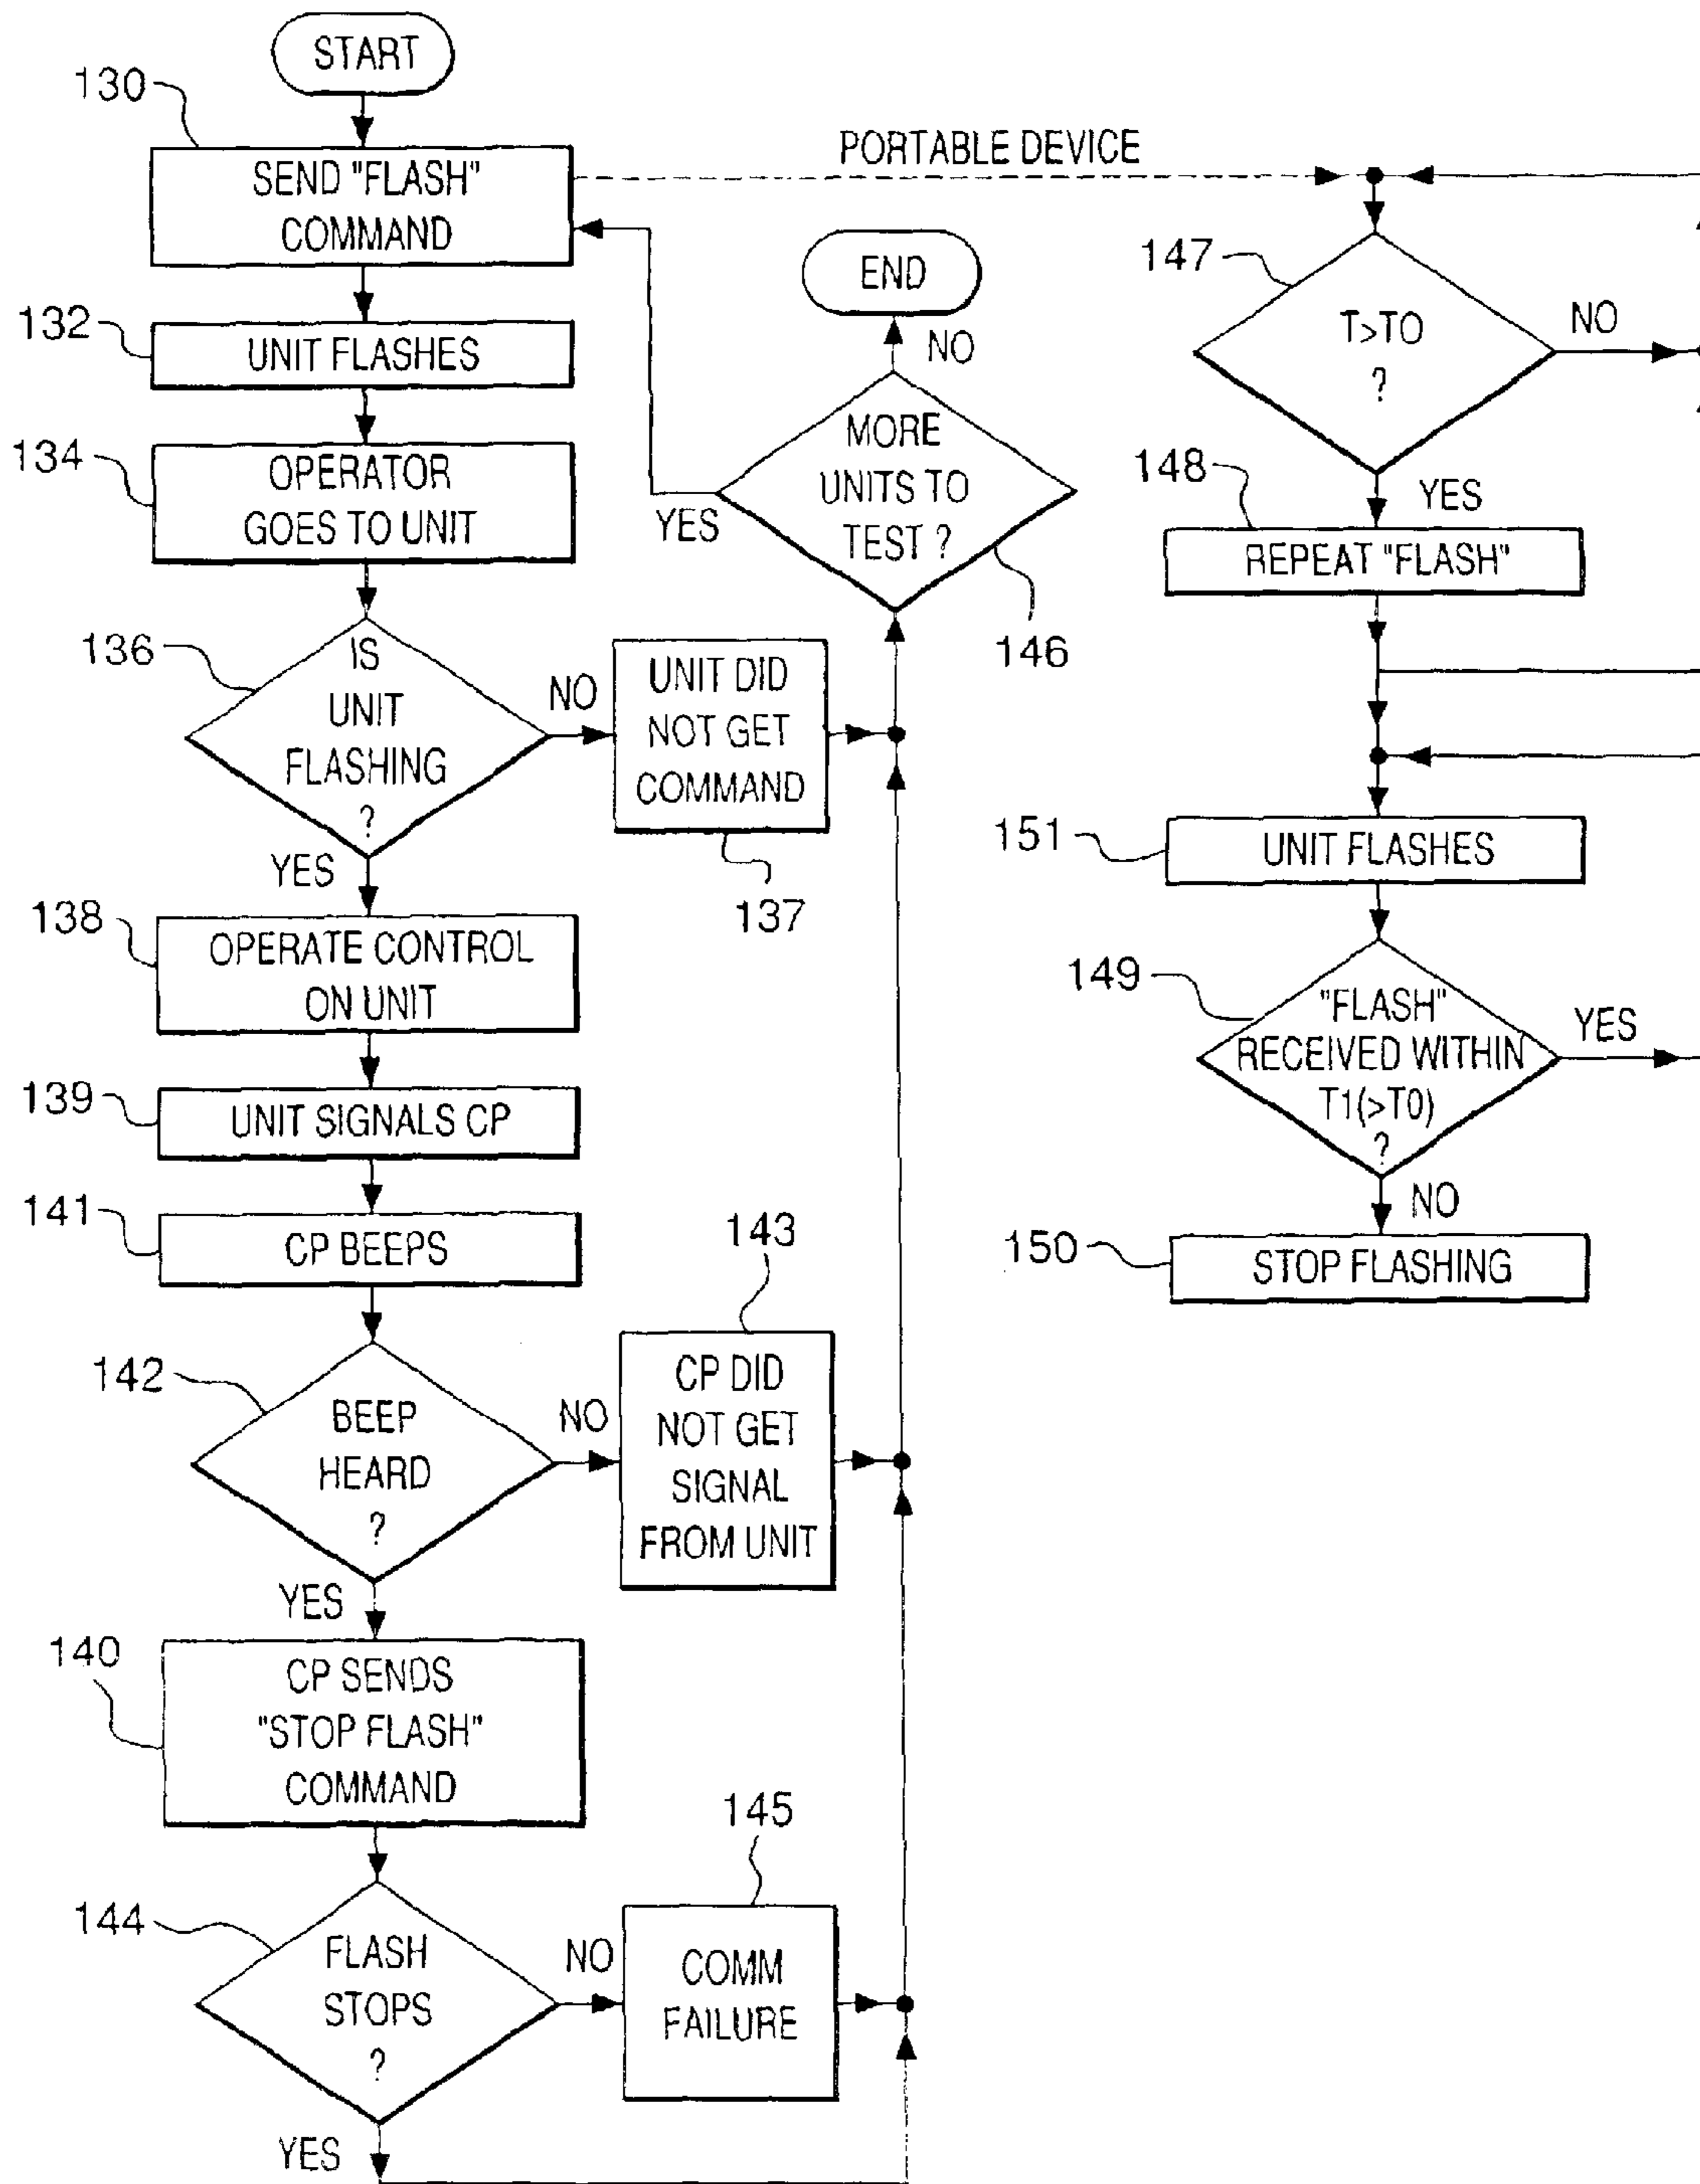 START
130
SEND "FLASH"
COMMAND
PORTABLE DEVICE
132
UNIT FLASHES
134
OPERATOR
GOES TO UNIT
136
IS
UNIT
FLASHING
?
NO
YES
UNIT DID
NOT GET
COMMAND
137
138
OPERATE CONTROL
ON UNIT
139
UNIT SIGNALS CP
141
CP BEEPS
142
BEEP
HEARD
?
NO
YES
143
CP DID
NOT GET
SIGNAL
FROM UNIT
140
CP SENDS
"STOP FLASH"
COMMAND
144
FLASH
STOPS
?
NO
YES
145
COMM
FAILURE
END
NO
MORE
UNITS TO
TEST ?
YES
146
147
T>TO
?
NO
YES
148
REPEAT "FLASH"
151
UNIT FLASHES
149
"FLASH"
RECEIVED WITHIN
T1(>T0)
?
YES
NO
150
STOP FLASHING